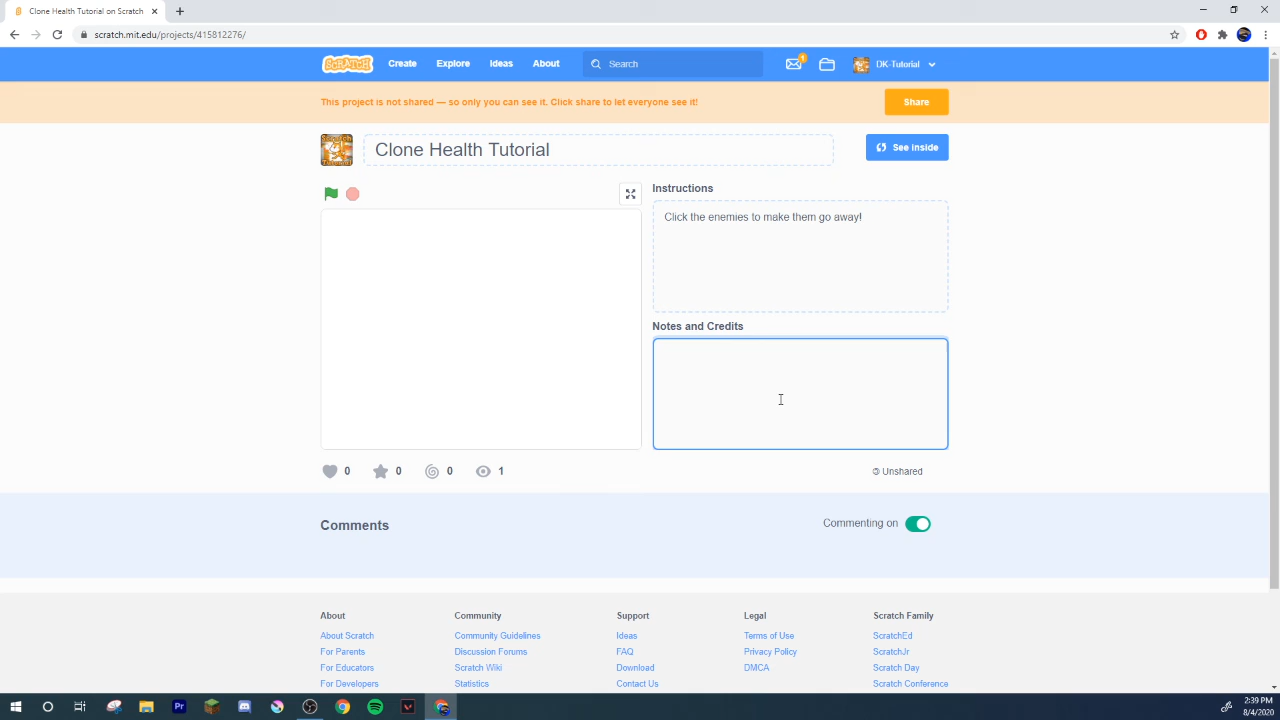 Clone Health Tutorial on Scratch
scratch.mit.edu/projects/415812276/
SCRATCH
Create
Explore
Ideas
About
Search
1
DK-Tutorial
This project is not shared — so only you can see it. Click share to let everyone see it!
Share
Clone Health Tutorial
See inside
Instructions
Click the enemies to make them go away!
Notes and Credits
0
0
0
1
Unshared
Comments
Commenting on
About
Community
Support
Legal
Scratch Family
About Scratch
Community Guidelines
Ideas
Terms of Use
ScratchEd
For Parents
Discussion Forums
FAQ
Privacy Policy
ScratchJr
For Educators
Scratch Wiki
Download
DMCA
Scratch Day
For Developers
Statistics
Contact Us
Scratch Conference
Pr
2:39 PM
8/4/2020